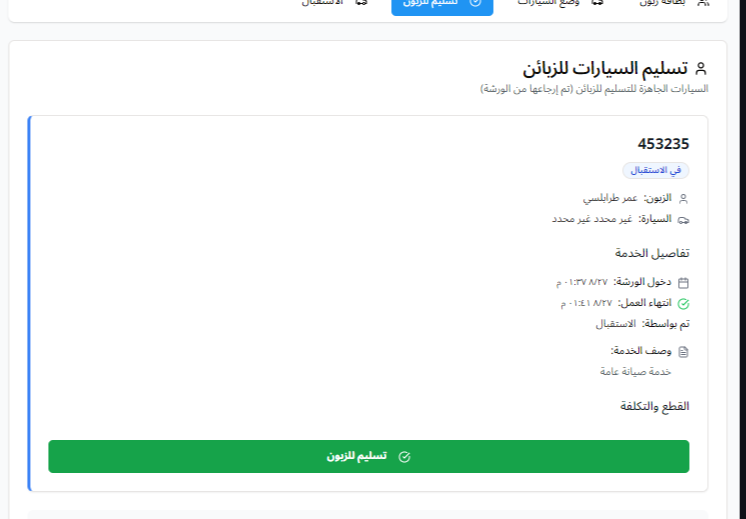 بطاقة زبون
وضع السيارات
تسليم للزبون
الاستقبال
تسليم السيارات للزبائن
السيارات الجاهزة للتسليم للزبائن (تم إرجاعها من الورشة)
453235
في الاستقبال
الزبون: عمر طرابلسي
السيارة: غير محدد غير محدد
تفاصيل الخدمة
دخول الورشة: ٨/٢٧ ٠١:٣٧ م
انتهاء العمل: ٨/٢٧ ٠١:٤١ م
تم بواسطة: الاستقبال
وصف الخدمة:
خدمة صيانة عامة
القطع والتكلفة
تسليم للزبون